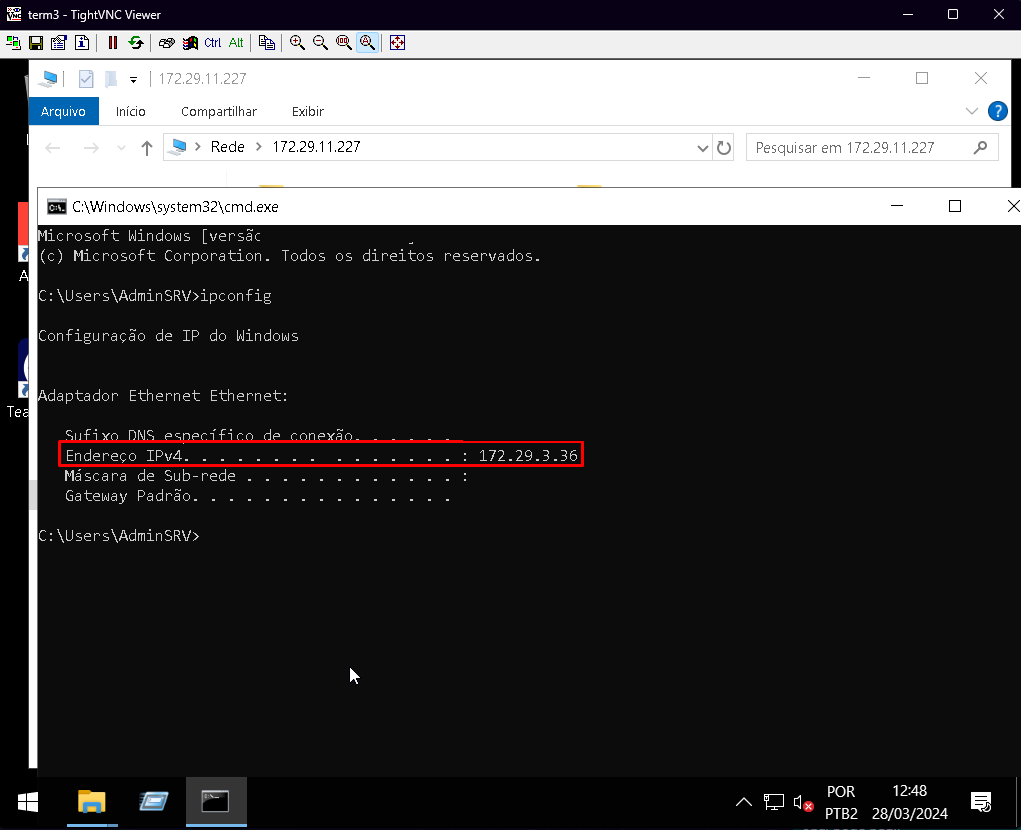 term3 - TightVNC Viewer
Ctrl Alt
172.29.11.227
Arquivo Início Compartilhar Exibir
Rede 172.29.11.227
Pesquisar em 172.29.11.227
C:\Windows\system32\cmd.exe
Microsoft Windows [versão
(c) Microsoft Corporation. Todos os direitos reservados.
C:\Users\AdminSRV>ipconfig
Configuração de IP do Windows
Adaptador Ethernet Ethernet:
Sufixo DNS específico de conexão. . . . . .
Endereço IPv4. . . . . . . . . . . . . . . : 172.29.3.36
Máscara de Sub-rede . . . . . . . . . . . . :
Gateway Padrão. . . . . . . . . . . . . . .
C:\Users\AdminSRV>
A
Tea
POR 12:48
PTB2 28/03/2024